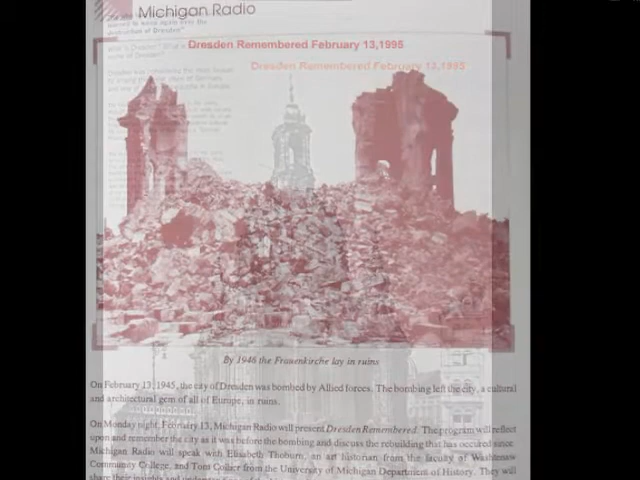 Michigan Radio
Dresden Remembered February 13,1995
Dresden Remembered February 13,1995
By 1946 the Frauenkirche lay in ruins
On February 13, 1945, the city of Dresden was bombed by Allied forces. The bombing left the city, a cultural
and architectural gem of all of Europe, in ruins.
On Monday night, February 13, Michigan Radio will present Dresden Remembered. The program will reflect
upon and remember the city as it was before the bombing and discuss the rebuilding that has occured since.
Michigan Radio will speak with Elisabeth Thoburn, an art historian from the faculty of Washtenaw
Community College, and Tom Collier from the University of Michigan Department of History. They will
share their insights and